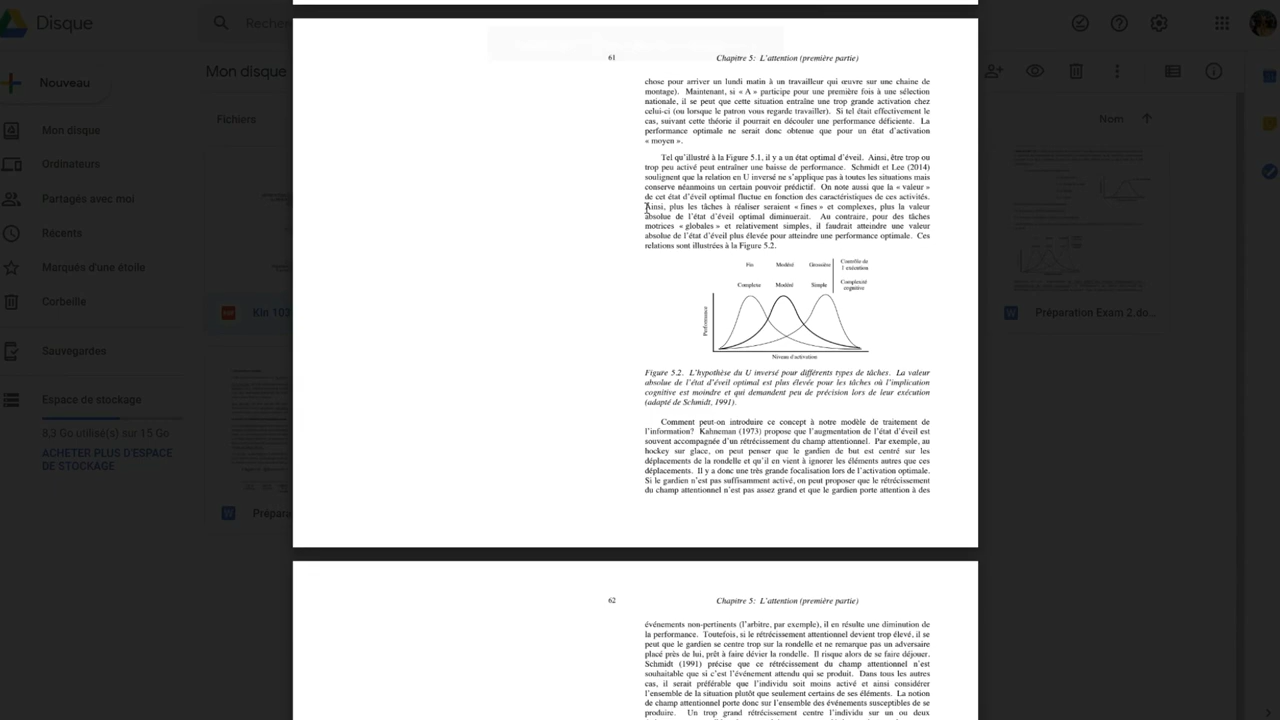 Disque
Recher
Nouveau
Mon disque
Ordinateurs
Partagés avec moi
Récents
Marqués d'une étoile
Corbeille
Sauvegardes
Espace de stockage
8.3 Go utilisé(s) sur 15 Go
ACHETER PLUS D'ESPACE
DE STOCKAGE
Mon disque
Fichiers
Kin 103
Prépara
61
Chapitre 5: L'attention (première partie)
chose pour arriver un lundi matin à un travailleur qui œuvre sur une chaine de
montage). Maintenant, si « A » participe pour une première fois à une sélection
nationale, il se peut que cette situation entraîne une trop grande activation chez
celui-ci (ou lorsque le patron vous regarde travailler). Si tel était effectivement le
cas, suivant cette théorie il pourrait en découler une performance déficiente. La
performance optimale ne serait donc obtenue que pour un état d'activation
« moyen ».
Tel qu'illustré à la Figure 5.1, il y a un état optimal d'éveil. Ainsi, être trop ou
trop peu activé peut entraîner une baisse de performance. Schmidt et Lee (2014)
soulignent que la relation en U inversé ne s'applique pas à toutes les situations mais
conserve néanmoins un certain pouvoir prédictif. On note aussi que la « valeur »
de cet état d'éveil optimal fluctue en fonction des caractéristiques de ces activités.
Ainsi, plus les tâches à réaliser seraient « fines » et complexes, plus la valeur
absolue de l'état d'éveil optimal diminuerait. Au contraire, pour des tâches
motrices « globales » et relativement simples, il faudrait atteindre une valeur
absolue de l'état d'éveil plus élevée pour atteindre une performance optimale. Ces
relations sont illustrées à la Figure 5.2.
Fin Modéré Grossière Contrôle de
l exécution
Complexe Modéré Simple Complexité
cognitive
Performance
Niveau d'activation
Figure 5.2. L'hypothèse du U inversé pour différents types de tâches. La valeur
absolue de l'état d'éveil optimal est plus élevée pour les tâches où l'implication
cognitive est moindre et qui demandent peu de précision lors de leur exécution
(adapté de Schmidt, 1991).
Comment peut-on introduire ce concept à notre modèle de traitement de
l'information? Kahneman (1973) propose que l'augmentation de l'état d'éveil est
souvent accompagnée d'un rétrécissement du champ attentionnel. Par exemple, au
hockey sur glace, on peut penser que le gardien de but est centré sur les
déplacements de la rondelle et qu'il en vient à ignorer les éléments autres que ces
déplacements. Il y a donc une très grande focalisation lors de l'activation optimale.
Si le gardien n'est pas suffisamment activé, on peut proposer que le rétrécissement
du champ attentionnel n'est pas assez grand et que le gardien porte attention à des
62
Chapitre 5: L'attention (première partie)
événements non-pertinents (l'arbitre, par exemple), il en résulte une diminution de
la performance. Toutefois, si le rétrécissement attentionnel devient trop élevé, il se
peut que le gardien se centre trop sur la rondelle et ne remarque pas un adversaire
placé près de lui, prêt à faire dévier la rondelle. Il risque alors de se faire déjouer.
Schmidt (1991) précise que ce rétrécissement du champ attentionnel n'est
souhaitable que si c'est l'événement attendu qui se produit. Dans tous les autres
cas, il serait préférable que l'individu soit moins activé et ainsi considérer
l'ensemble de la situation plutôt que seulement certains de ses éléments. La notion
de champ attentionnel porte donc sur l'ensemble des événements susceptibles de se
produire. Un trop grand rétrécissement centre l'individu sur un ou deux
Nom
Préparation Exam 2.do...